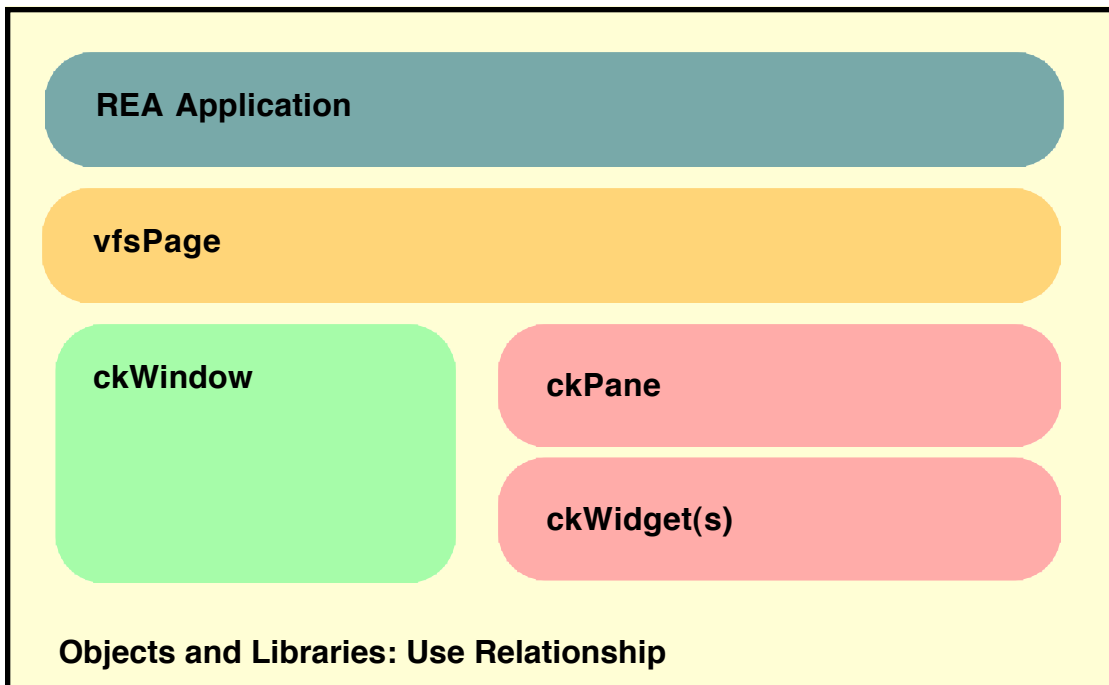 REA Application
vfsPage
ckWindow
ckPane
ckWidget(s)
Objects and Libraries: Use Relationship